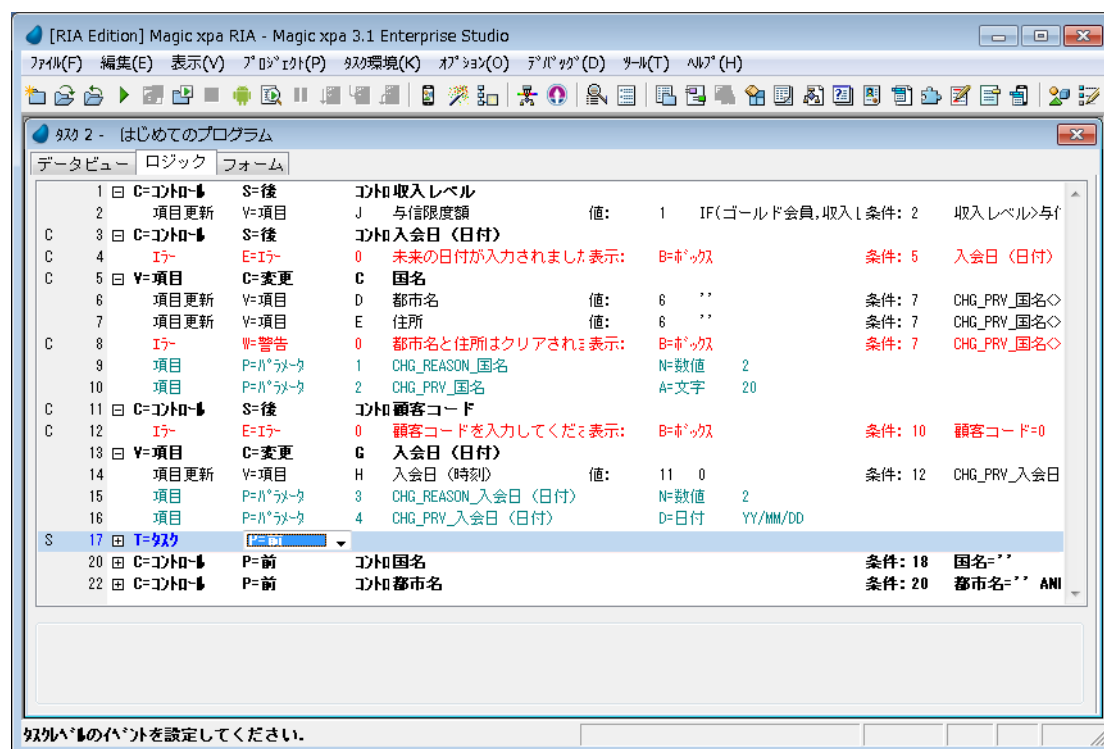 [RIA Edition] Magic xpa RIA - Magic xpa 3.1 Enterprise Studio
ﾌｧｲﾙ(F) 編集(E) 表示(V) ﾌﾟﾛｼﾞｪｸﾄ(P) ﾀｽｸ環境(K) ｵﾌﾟｼｮﾝ(O) ﾃﾞﾊﾞｯｸﾞ(D) ﾂｰﾙ(T) ﾍﾙﾌﾟ(H)
ﾀｽｸ 2 - はじめてのプログラム
データビュー ロジック フォーム
1 C=ｺﾝﾄﾛｰﾙ S=後 ｺﾝﾄﾛ 収入レベル
2 項目更新 V=項目 J 与信限度額 値: 1 IF(ゴールド会員,収入 条件: 2 収入レベル>与
C 3 C=ｺﾝﾄﾛｰﾙ S=後 ｺﾝﾄﾛ 入会日（日付）
C 4 ｴﾗｰ E=ｴﾗｰ 0 未来の日付が入力されました 表示: B=ﾎﾞｯｸｽ 条件: 5 入会日（日付）
C 5 V=項目 C=変更 C 国名
6 項目更新 V=項目 D 都市名 値: 6 '' 条件: 7 CHG_PRV_国名<>
7 項目更新 V=項目 E 住所 値: 6 '' 条件: 7 CHG_PRV_国名<>
C 8 ｴﾗｰ W=警告 0 都市名と住所はクリアされ 表示: B=ﾎﾞｯｸｽ 条件: 7 CHG_PRV_国名<>
9 項目 P=ﾊﾟﾗﾒｰﾀ 1 CHG_REASON_国名 N=数値 2
10 項目 P=ﾊﾟﾗﾒｰﾀ 2 CHG_PRV_国名 A=文字 20
C 11 C=ｺﾝﾄﾛｰﾙ S=後 ｺﾝﾄﾛ 顧客コード
C 12 ｴﾗｰ E=ｴﾗｰ 0 顧客コードを入力してくだ 表示: B=ﾎﾞｯｸｽ 条件: 10 顧客コード=0
13 V=項目 C=変更 G 入会日（日付）
14 項目更新 V=項目 H 入会日（時刻） 値: 11 0 条件: 12 CHG_PRV_入会日
15 項目 P=ﾊﾟﾗﾒｰﾀ 3 CHG_REASON_入会日（日付） N=数値 2
16 項目 P=ﾊﾟﾗﾒｰﾀ 4 CHG_PRV_入会日（日付） D=日付 YY/MM/DD
S 17 T=ﾀｽｸ P=前
20 C=ｺﾝﾄﾛｰﾙ P=前 ｺﾝﾄﾛ 国名 条件: 18 国名=''
22 C=ｺﾝﾄﾛｰﾙ P=前 ｺﾝﾄﾛ 都市名 条件: 20 都市名='' AN
ﾀｽｸﾚﾍﾞﾙのｲﾍﾞﾝﾄを設定してください.